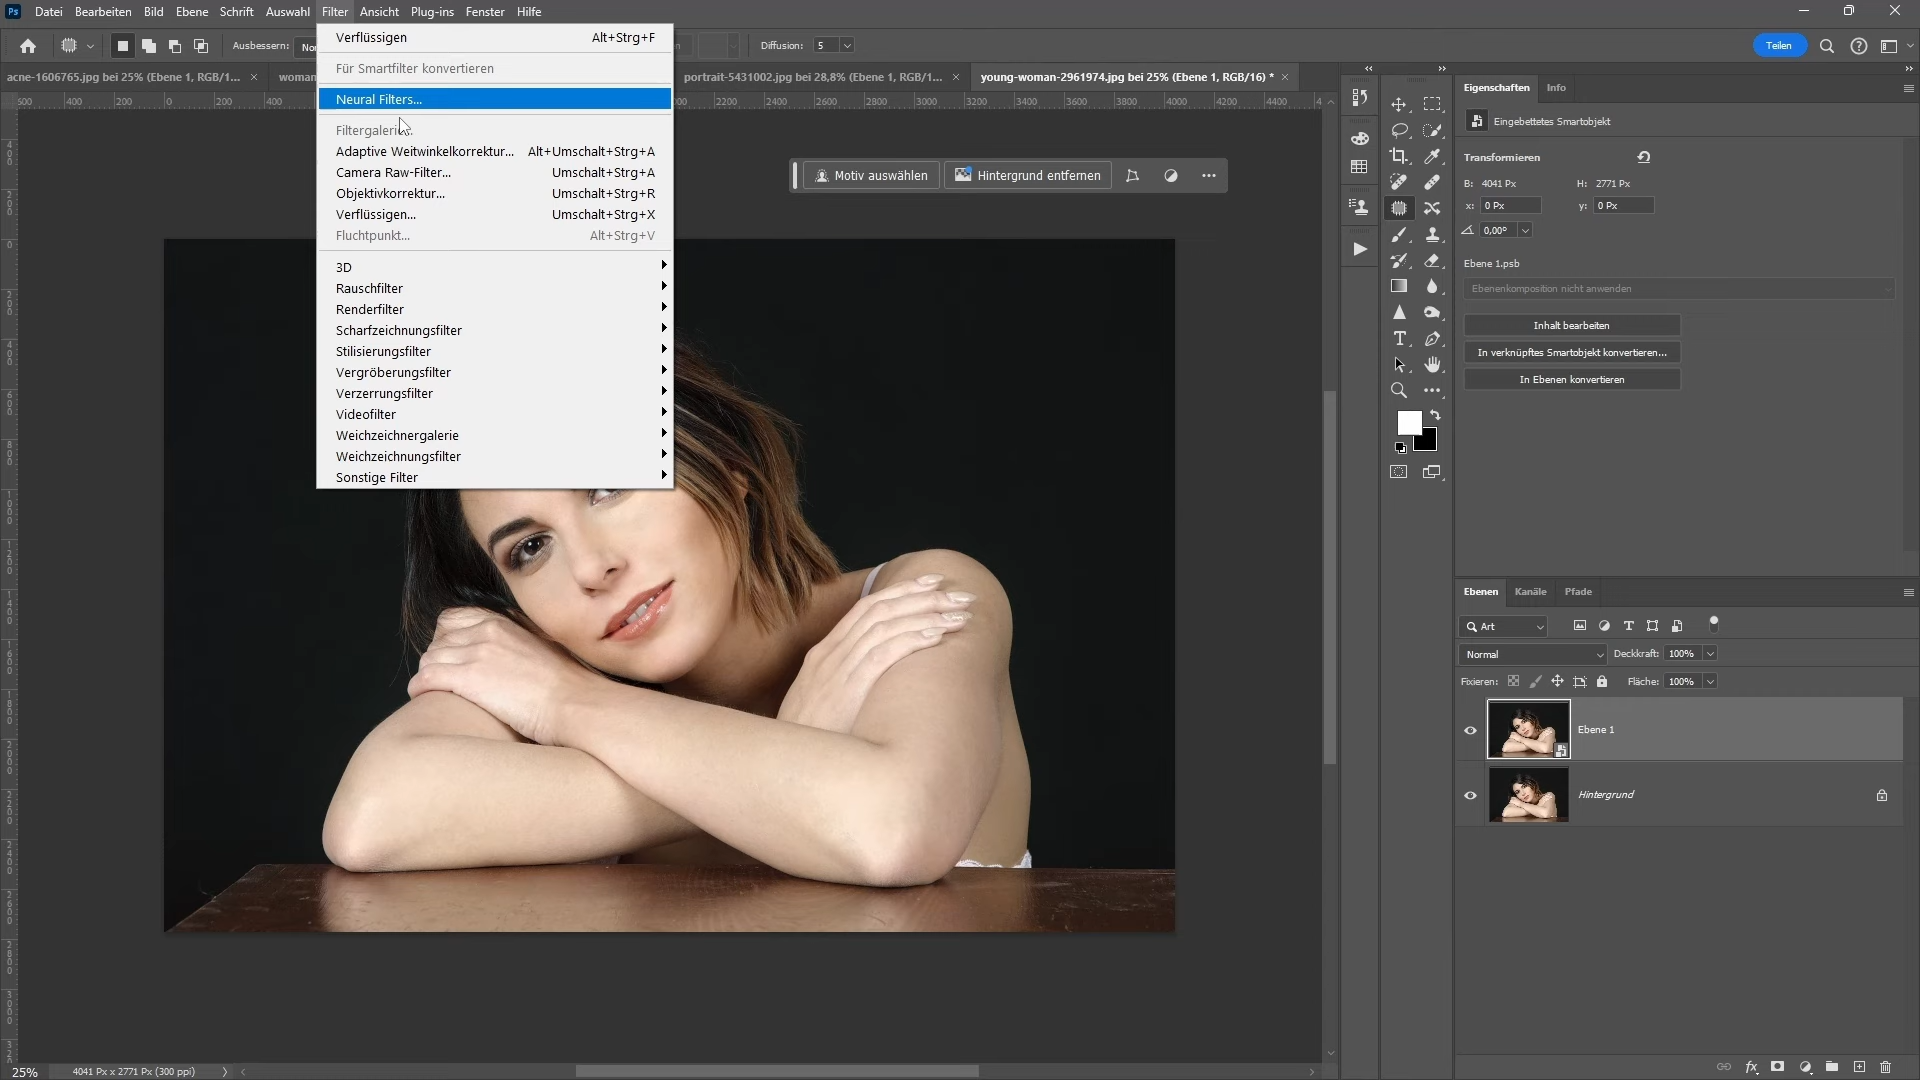 Ps Datei Bearbeiten Bild Ebene Schrift Auswahl Filter Ansicht Plug-ins Fenster Hilfe
Ausbessern: Diffusion: 5 Teilen
acne-1606765.jpg bei 25% (Ebene 1, RGB/1... portrait-5431002.jpg bei 28,8% (Ebene 1, RGB/1... young-woman-2961974.jpg bei 25% (Ebene 1, RGB/16) *
Verflüssigen Alt+Strg+F
Für Smartfilter konvertieren
Neural Filters...
Filtergalerie...
Adaptive Weitwinkelkorrektur... Alt+Umschalt+Strg+A
Camera Raw-Filter... Umschalt+Strg+A
Objektivkorrektur... Umschalt+Strg+R
Verflüssigen... Umschalt+Strg+X
Fluchtpunkt... Alt+Strg+V
3D
Rauschfilter
Renderfilter
Scharfzeichnungsfilter
Stilisierungsfilter
Vergröberungsfilter
Verzerrungsfilter
Videofilter
Weichzeichnergalerie
Weichzeichnungsfilter
Sonstige Filter
Motiv auswählen Hintergrund entfernen
Eigenschaften Info
Eingebettetes Smartobjekt
Transformieren
B: 4041 Px H: 2771 Px
x: 0 Px y: 0 Px
0,00°
Ebene 1.psb
Ebenenkomposition nicht anwenden
Inhalt bearbeiten
In verknüpftes Smartobjekt konvertieren...
In Ebenen konvertieren
Ebenen Kanäle Pfade
Art
Normal Deckkraft: 100%
Fixieren: Fläche: 100%
Ebene 1
Hintergrund
25% 4041 Px x 2771 Px (300 ppi)